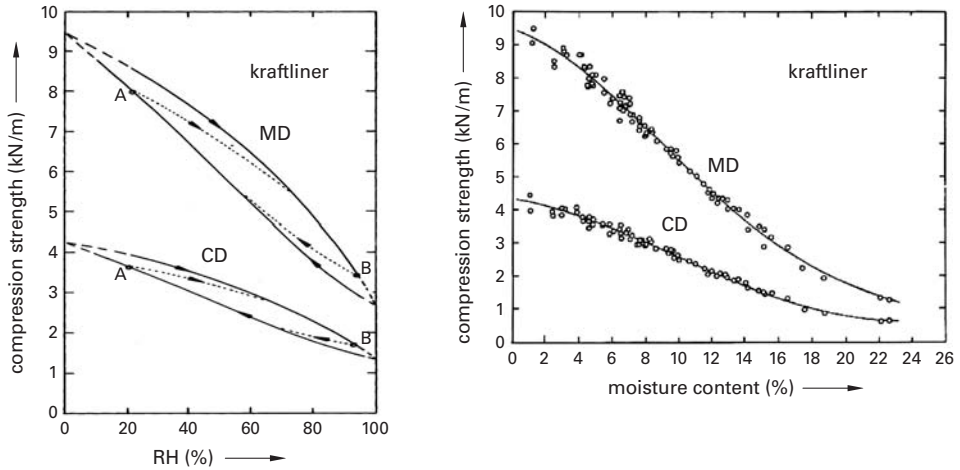 10
9
8
7
6
5
4
3
2
1
0
compression strength (kN/m)
kraftliner
A
MD
B
CD
A
B
0 20 40 60 80 100
RH (%)
10
9
8
7
6
5
4
3
2
1
0
compression strength (kN/m)
kraftliner
MD
CD
0 2 4 6 8 10 12 14 16 18 20 22 24 26
moisture content (%)